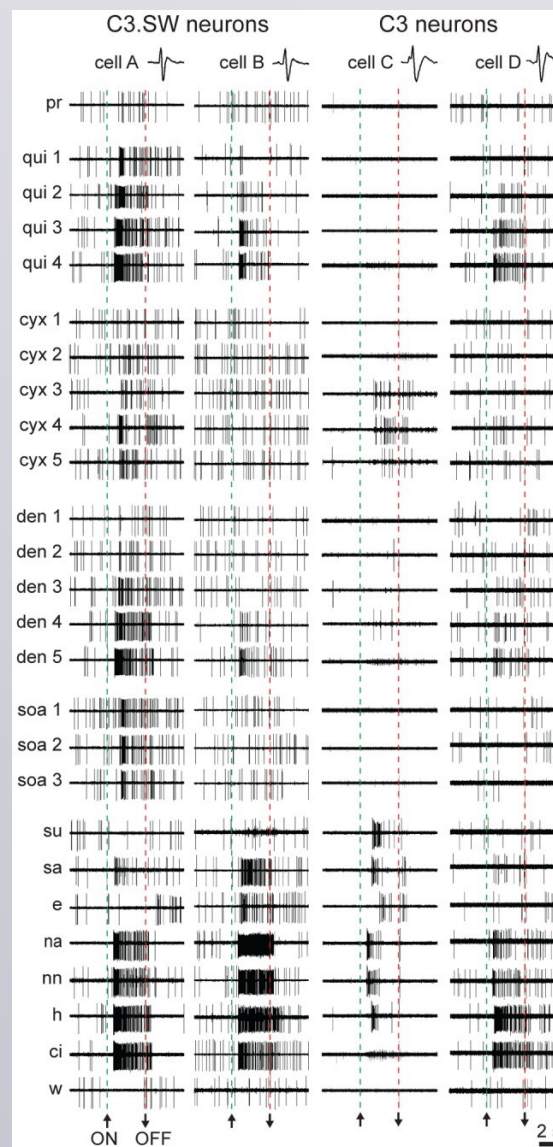 C3.SW neurons C3 neurons
cell A cell B cell C cell D
pr
qui 1
qui 2
qui 3
qui 4
cyx 1
cyx 2
cyx 3
cyx 4
cyx 5
den 1
den 2
den 3
den 4
den 5
soa 1
soa 2
soa 3
su
sa
e
na
nn
h
ci
w
ON OFF 2